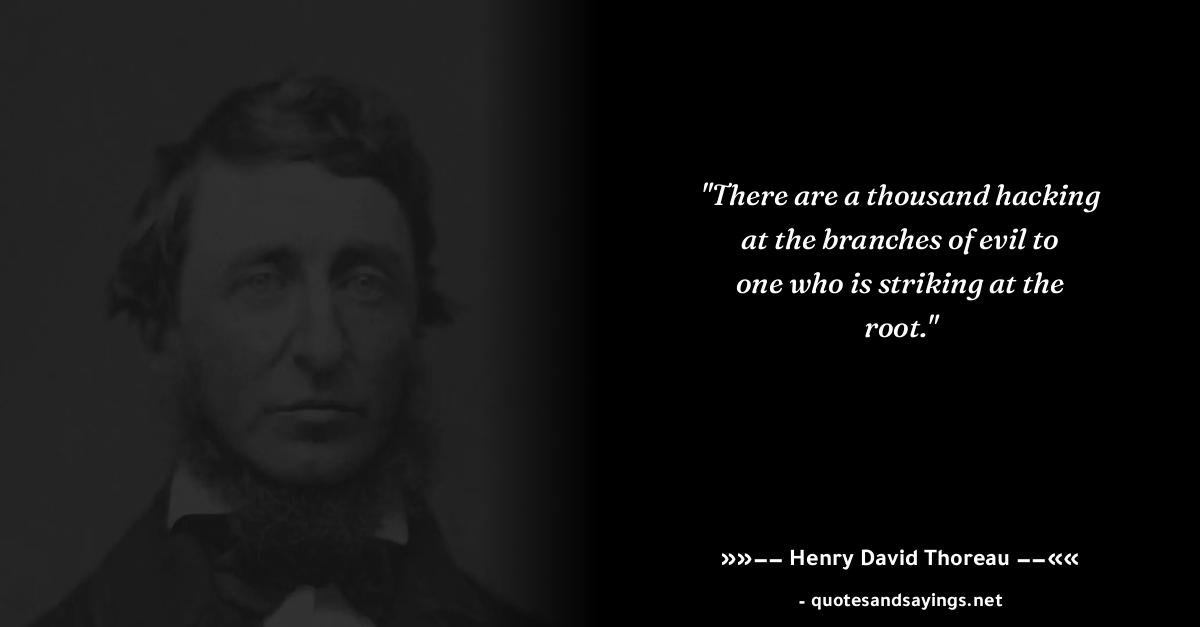 "There are a thousand hacking
at the branches of evil to
one who is striking at the
root."
»»−− Henry David Thoreau −−««
- quotesandsayings.net